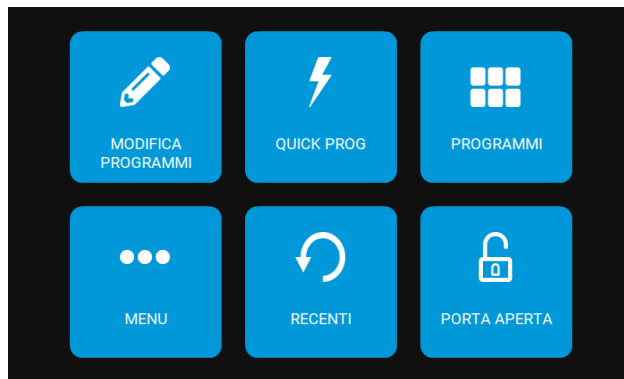 MODIFICA
PROGRAMMI
QUICK PROG
PROGRAMMI
MENU
RECENTI
PORTA APERTA